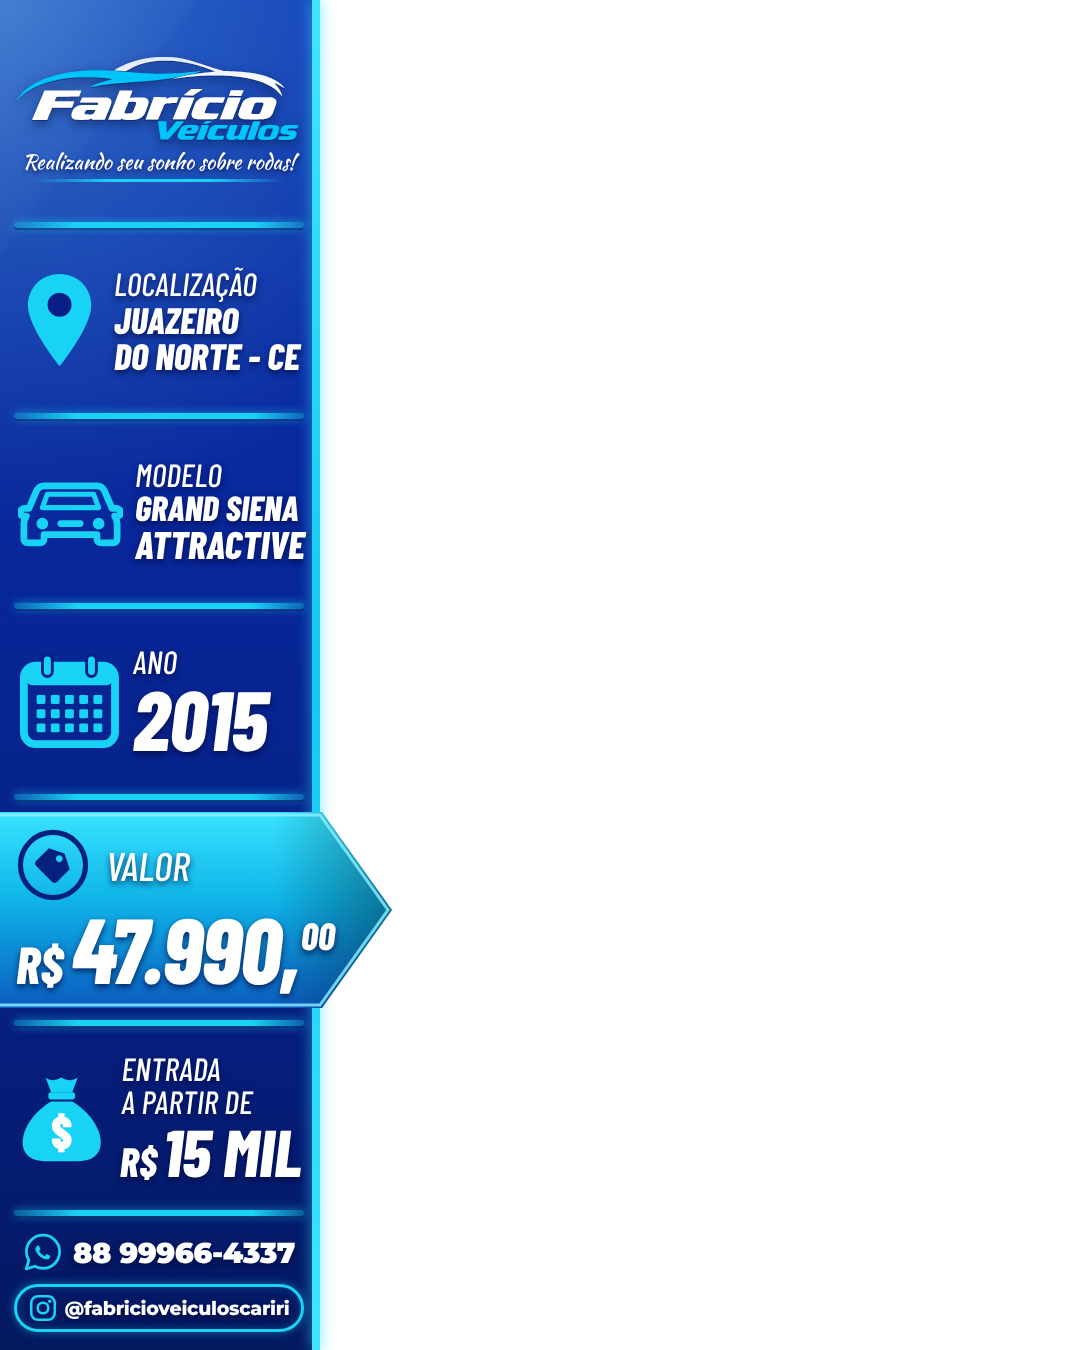 Fabrício
Veículos
Realizando seu sonho sobre rodas!
LOCALIZAÇÃO
JUAZEIRO
DO NORTE - CE
MODELO
GRAND SIENA
ATTRACTIVE
ANO
2015
VALOR
R$ 47.990,00
ENTRADA
A PARTIR DE
R$ 15 MIL
88 99966-4337
@fabricioveiculoscariri